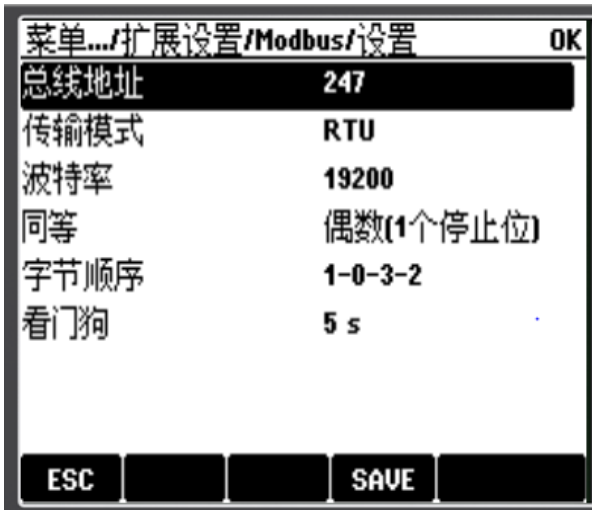 菜单.../扩展设置/Modbus/设置 OK
总线地址 247
传输模式 RTU
波特率 19200
同等 偶数(1个停止位)
字节顺序 1-0-3-2
看门狗 5 s
ESC SAVE